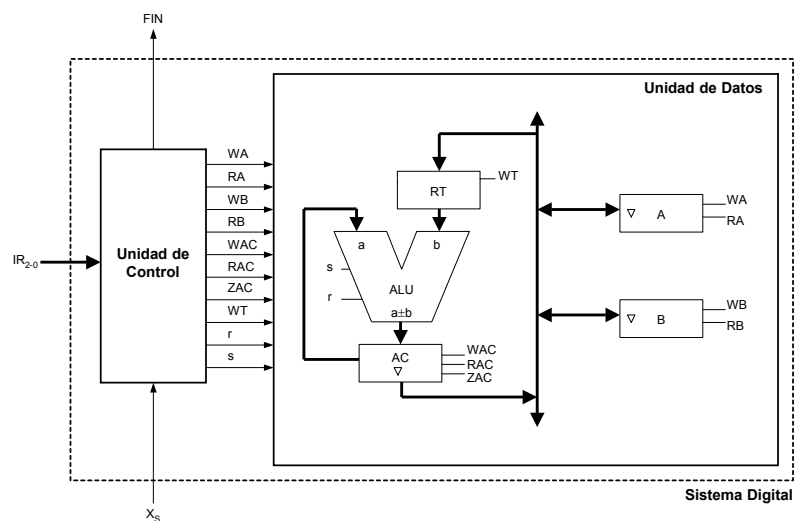 FIN
Unidad de Datos
Unidad de
Control
IR2-0
WA
RA
WB
RB
WAC
RAC
ZAC
WT
r
s
RT
WT
a
b
s
r
ALU
a±b
AC
WAC
RAC
ZAC
A
WA
RA
B
WB
RB
XS
Sistema Digital